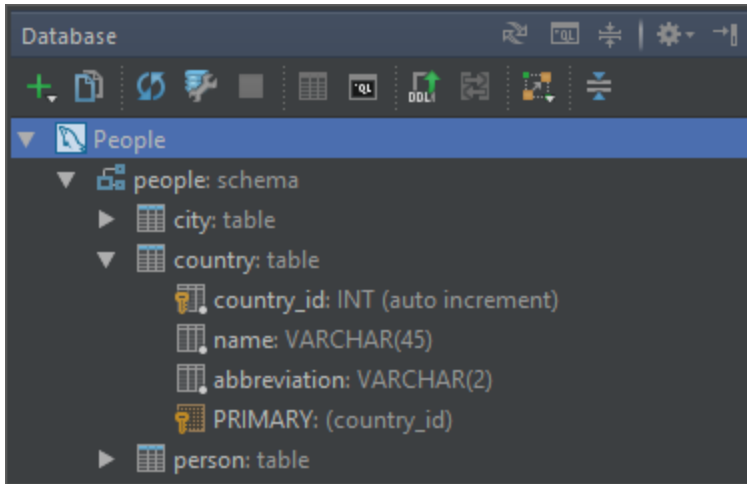 Database
DDL
People
people: schema
city: table
country: table
country_id: INT (auto increment)
name: VARCHAR(45)
abbreviation: VARCHAR(2)
PRIMARY: (country_id)
person: table